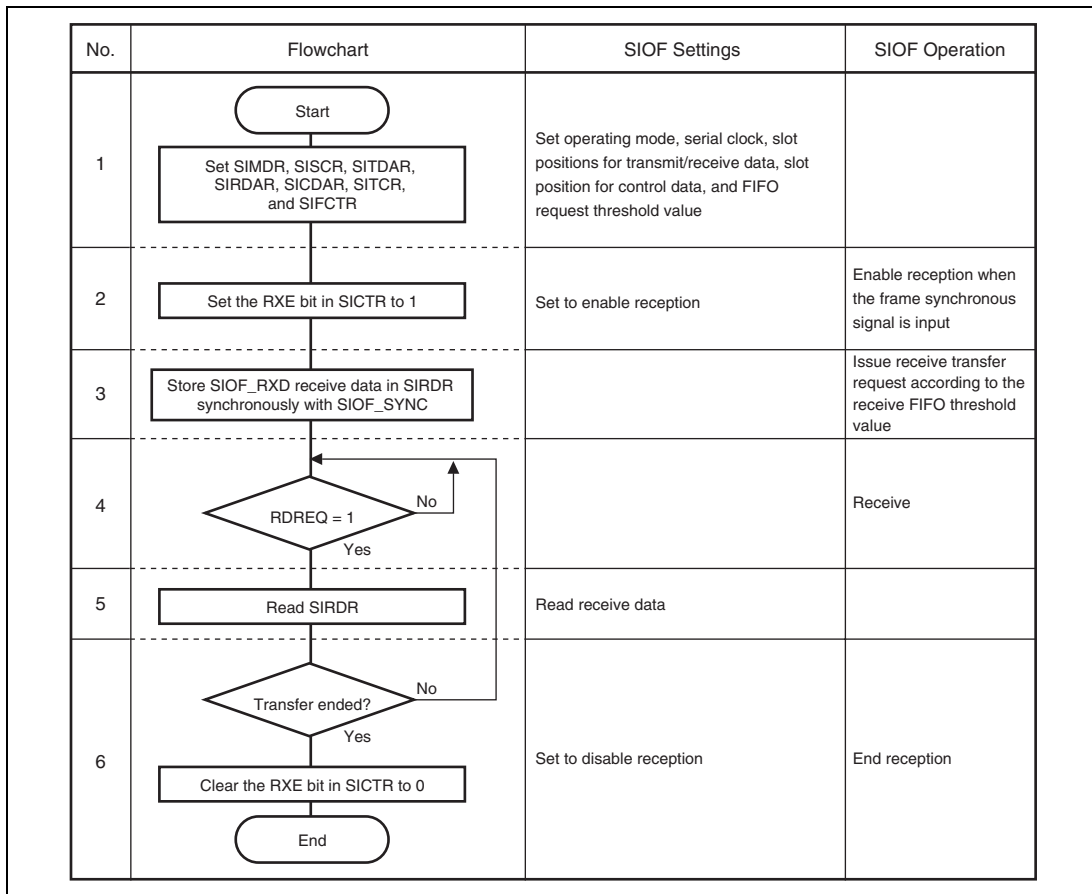 No.
Flowchart
SIOF Settings
SIOF Operation
1
Start
Set SIMDR, SISCR, SITDAR,
SIRDAR, SICDAR, SITCR,
and SIFCTR
Set operating mode, serial clock, slot
positions for transmit/receive data, slot
position for control data, and FIFO
request threshold value
2
Set the RXE bit in SICTR to 1
Set to enable reception
Enable reception when
the frame synchronous
signal is input
3
Store SIOF_RXD receive data in SIRDR
synchronously with SIOF_SYNC
Issue receive transfer
request according to the
receive FIFO threshold
value
4
RDREQ = 1
No
Yes
Receive
5
Read SIRDR
Read receive data
6
Transfer ended?
No
Yes
Clear the RXE bit in SICTR to 0
End
Set to disable reception
End reception